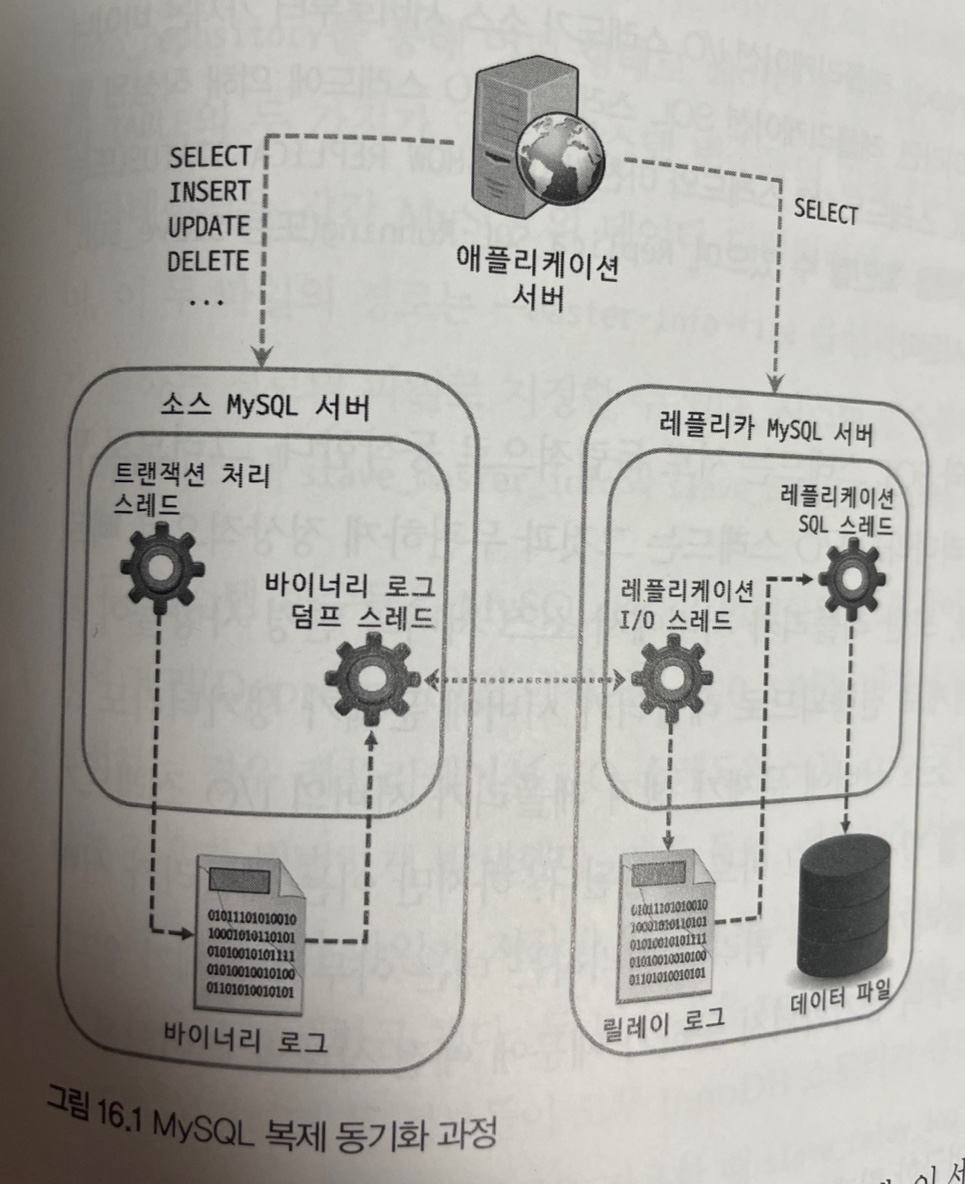 SELECT
INSERT
UPDATE
DELETE
...
애플리케이션
서버
SELECT
소스 MySQL 서버
트랜잭션 처리
스레드
바이너리 로그
덤프 스레드
01011101010010
1000101011​0101
01010010101111
01010010010100
01101010010101
바이너리 로그
레플리카 MySQL 서버
레플리케이션
SQL 스레드
레플리케이션
I/O 스레드
01011101010010
10001010110101
01010010101111
01010010010100
01101010010101
릴레이 로그
데이터 파일
그림 16.1 MySQL 복제 동기화 과정